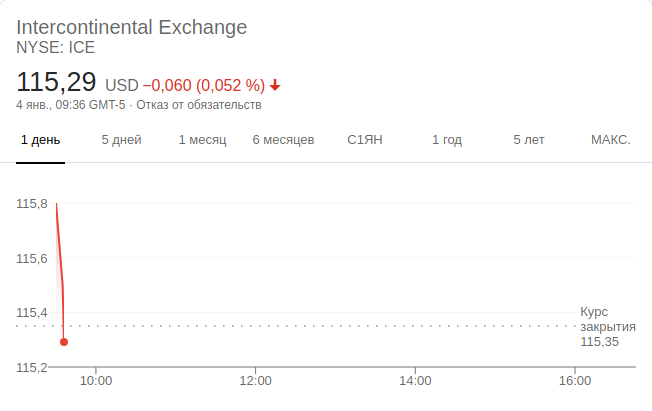 Intercontinental Exchange
NYSE: ICE
115,29 USD −0,060 (0,052 %)
4 янв., 09:36 GMT-5 · Отказ от обязательств
1 день 5 дней 1 месяц 6 месяцев С1ЯН 1 год 5 лет МАКС.
115,8
115,6
115,4
115,2
Курс
закрытия
115,35
10:00 12:00 14:00 16:00